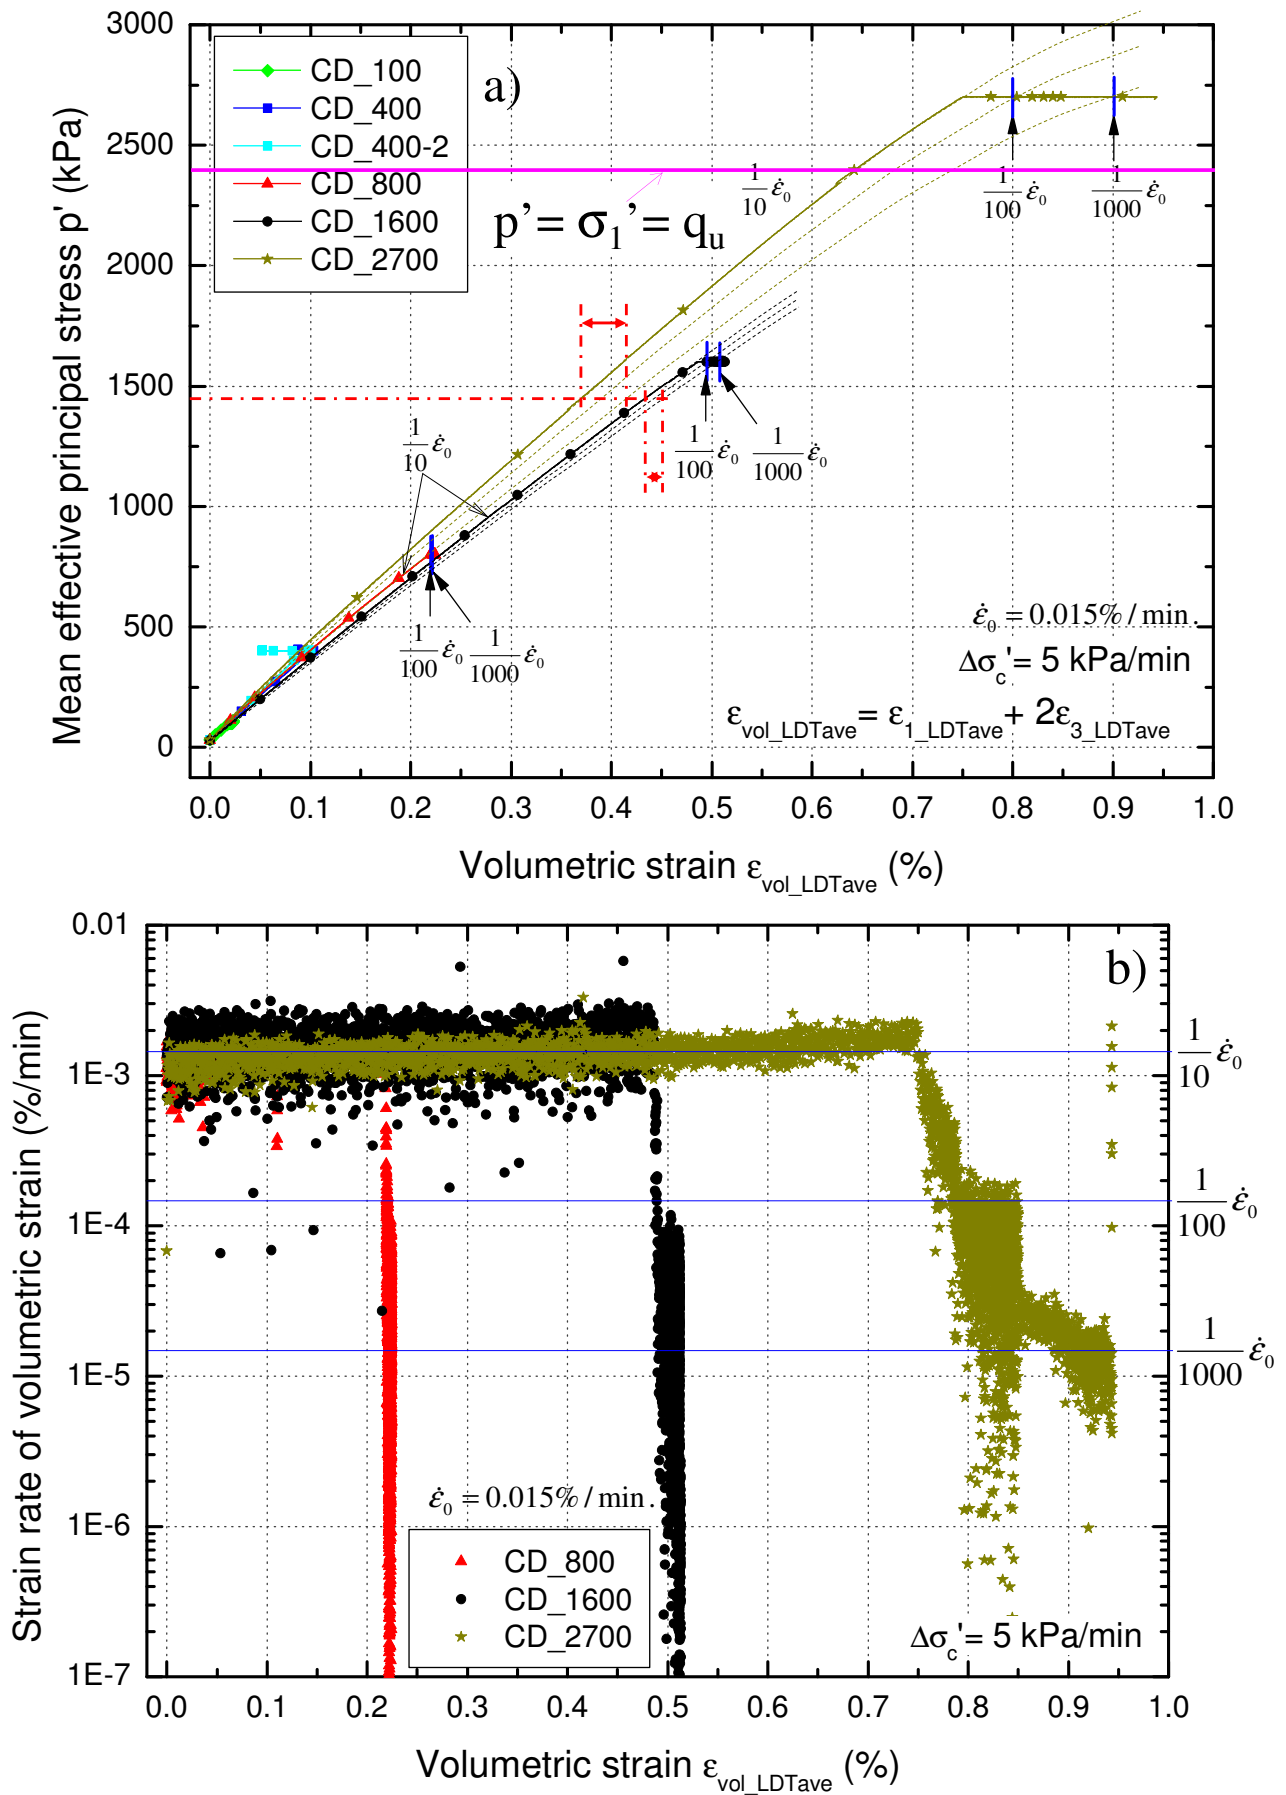 a)
CD_100
CD_400
CD_400-2
CD_800
CD_1600
CD_2700
3000
2500
2000
1500
1000
500
0
Mean effective principal stress p' (kPa)
p'= σ1'= qu
1/10 ε̇0
1/100 ε̇0
1/1000 ε̇0
1/10 ε̇0
1/100 ε̇0
1/1000 ε̇0
1/100 ε̇0
1/1000 ε̇0
ε̇0 = 0.015% / min.
Δσc'= 5 kPa/min
εvol_LDTave= ε1_LDTave+ 2ε3_LDTave
0.0 0.1 0.2 0.3 0.4 0.5 0.6 0.7 0.8 0.9 1.0
Volumetric strain εvol_LDTave (%)
b)
0.01
1E-3
1E-4
1E-5
1E-6
1E-7
Strain rate of volumetric strain (%/min)
1/10 ε̇0
1/100 ε̇0
1/1000 ε̇0
ε̇0 = 0.015% / min.
CD_800
CD_1600
CD_2700
Δσc'= 5 kPa/min
0.0 0.1 0.2 0.3 0.4 0.5 0.6 0.7 0.8 0.9 1.0
Volumetric strain εvol_LDTave (%)